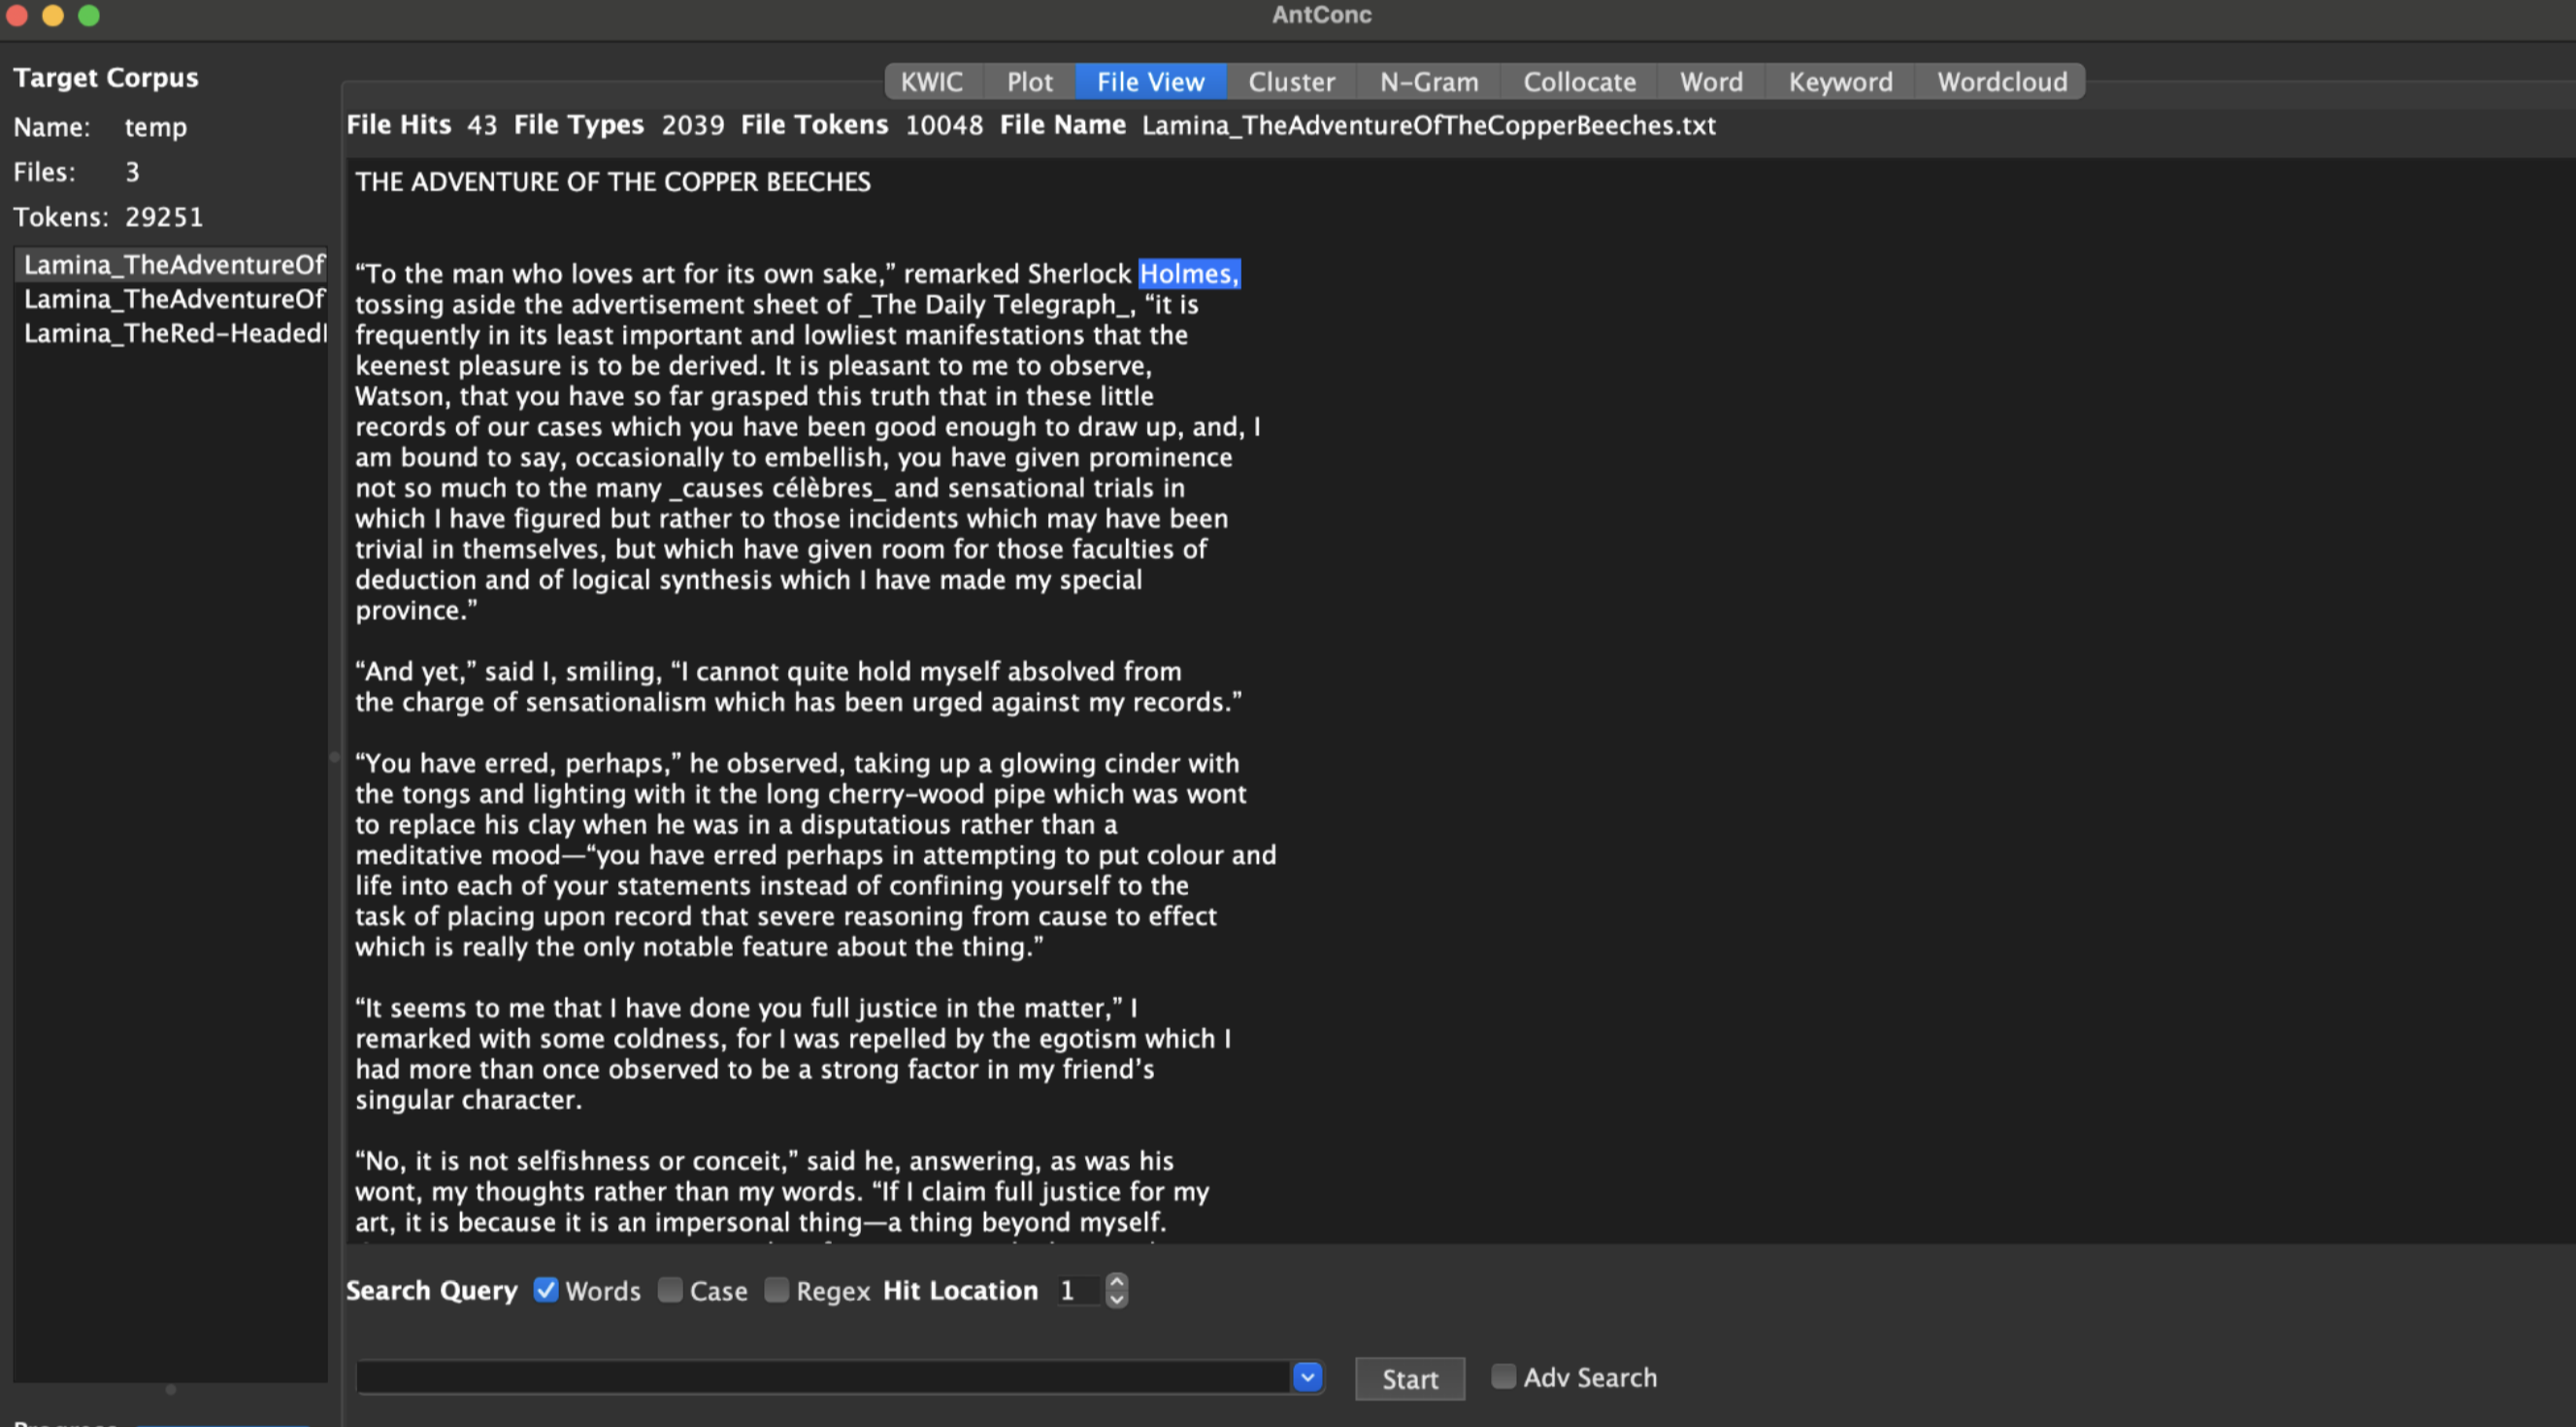 AntConc
Target Corpus
Name: temp
Files: 3
Tokens: 29251
Lamina_TheAdventureOf
Lamina_TheAdventureOf
Lamina_TheRed-Headed
KWIC Plot File View Cluster N-Gram Collocate Word Keyword Wordcloud
File Hits 43 File Types 2039 File Tokens 10048 File Name Lamina_TheAdventureOfTheCopperBeeches.txt
THE ADVENTURE OF THE COPPER BEECHES
“To the man who loves art for its own sake,” remarked Sherlock Holmes,
tossing aside the advertisement sheet of _The Daily Telegraph_, “it is
frequently in its least important and lowliest manifestations that the
keenest pleasure is to be derived. It is pleasant to me to observe,
Watson, that you have so far grasped this truth that in these little
records of our cases which you have been good enough to draw up, and, I
am bound to say, occasionally to embellish, you have given prominence
not so much to the many _causes célèbres_ and sensational trials in
which I have figured but rather to those incidents which may have been
trivial in themselves, but which have given room for those faculties of
deduction and of logical synthesis which I have made my special
province.”
“And yet,” said I, smiling, “I cannot quite hold myself absolved from
the charge of sensationalism which has been urged against my records.”
“You have erred, perhaps,” he observed, taking up a glowing cinder with
the tongs and lighting with it the long cherry-wood pipe which was wont
to replace his clay when he was in a disputatious rather than a
meditative mood—“you have erred perhaps in attempting to put colour and
life into each of your statements instead of confining yourself to the
task of placing upon record that severe reasoning from cause to effect
which is really the only notable feature about the thing.”
“It seems to me that I have done you full justice in the matter,” I
remarked with some coldness, for I was repelled by the egotism which I
had more than once observed to be a strong factor in my friend’s
singular character.
“No, it is not selfishness or conceit,” said he, answering, as was his
wont, my thoughts rather than my words. “If I claim full justice for my
art, it is because it is an impersonal thing—a thing beyond myself.
Search Query Words Case Regex Hit Location 1
Start Adv Search